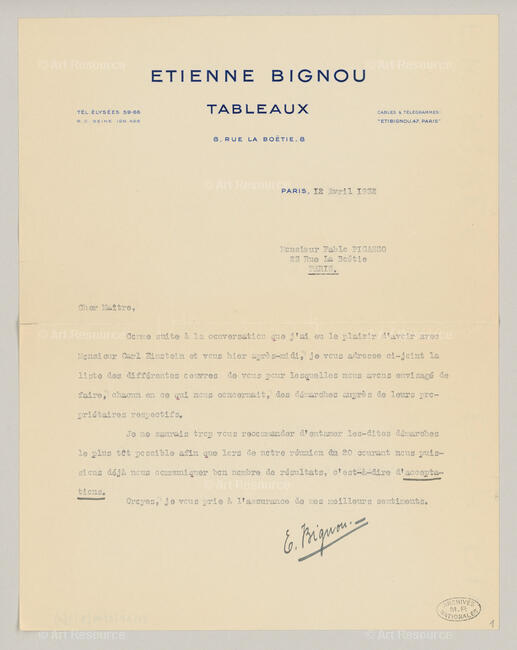 ETIENNE BIGNOU
TABLEAUX
8, RUE LA BOËTIE, 8
TÉL. ÉLYSÉES 59-66
R. C. SEINE
CABLES & TÉLÉGRAMMES:
"ETIBIGNOU.47. PARIS"
PARIS, 12 Avril 1932
Monsieur Pablo PICASSO
23 Rue La Boétie
PARIS.
Cher Maître,
Comme suite à la conversation que j'ai eu le plaisir d'avoir avec
Monsieur Carl Einstein et vous hier après-midi, je vous adresse ci-joint la
liste des différentes oeuvres de vous pour lesquelles nous avons envisagé de
faire, chacun en ce qui nous concernait, des démarches auprès de leurs pro-
priétaires respectifs.
Je ne saurais trop vous recommander d'entamer les-dites démarches
le plus tôt possible afin que lors de notre réunion du 20 courant nous puis-
sions déjà nous communiquer bon nombre de résultats, c'est-à-dire d'accepta-
tions.
Croyez, je vous prie à l'assurance de mes meilleurs sentiments.
E. Bignou.
ARCHIVES
M.P.
NATIONALES
1
© Art Resource